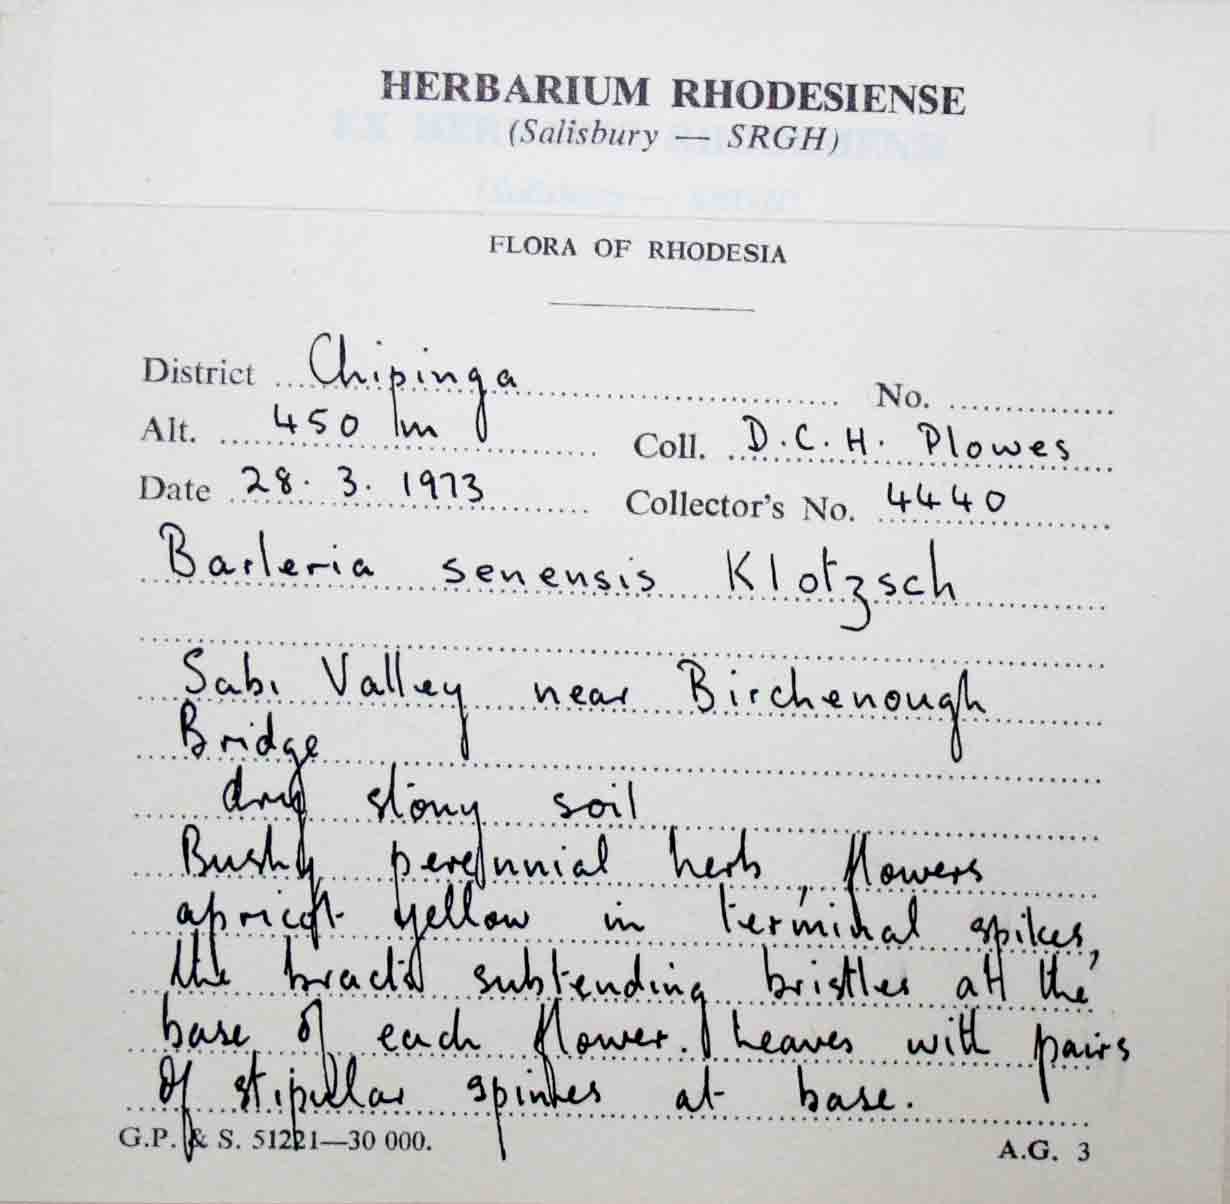 HERBARIUM RHODESIENSE
(Salisbury — SRGH)
FLORA OF RHODESIA
District Chipinga No.
Alt. 450 m Coll. D.C.H. Plowes
Date 28. 3. 1973 Collector's No. 4440
Barleria senensis Klotzsch
Sabi Valley near Birchenough
Bridge
dry stony soil
Bushy perennial herb, flowers
apricot-yellow in terminal spikes,
the bracts subtending bristles at the
base of each flower. Leaves with pairs
of stipular spines at base.
G.P. & S. 51221—30 000. A.G. 3